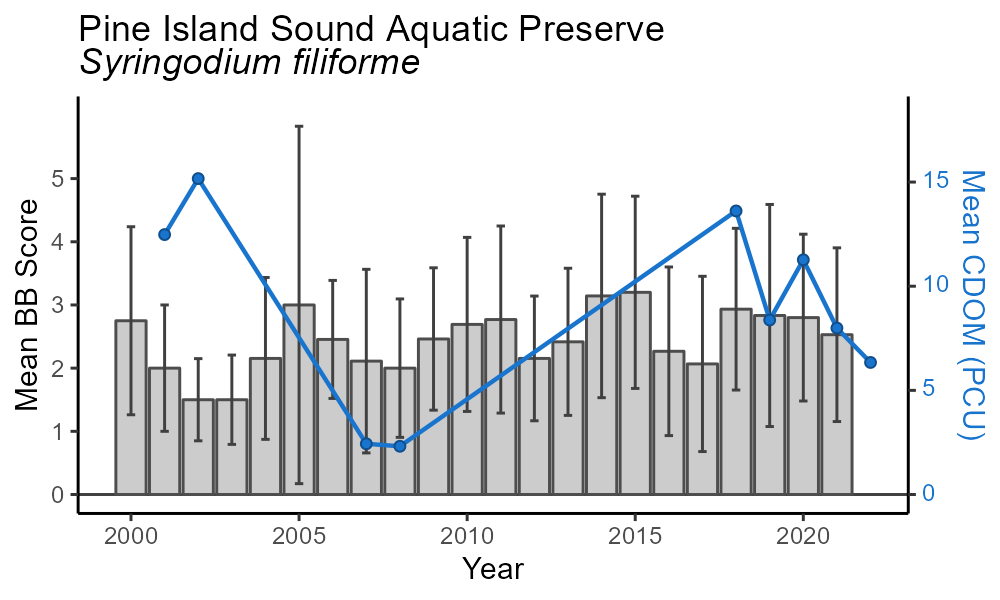 Pine Island Sound Aquatic Preserve
Syringodium filiforme
Mean BB Score
5
4
3
2
1
0
15
10
5
0
Mean CDOM (PCU)
2000 2005 2010 2015 2020
Year